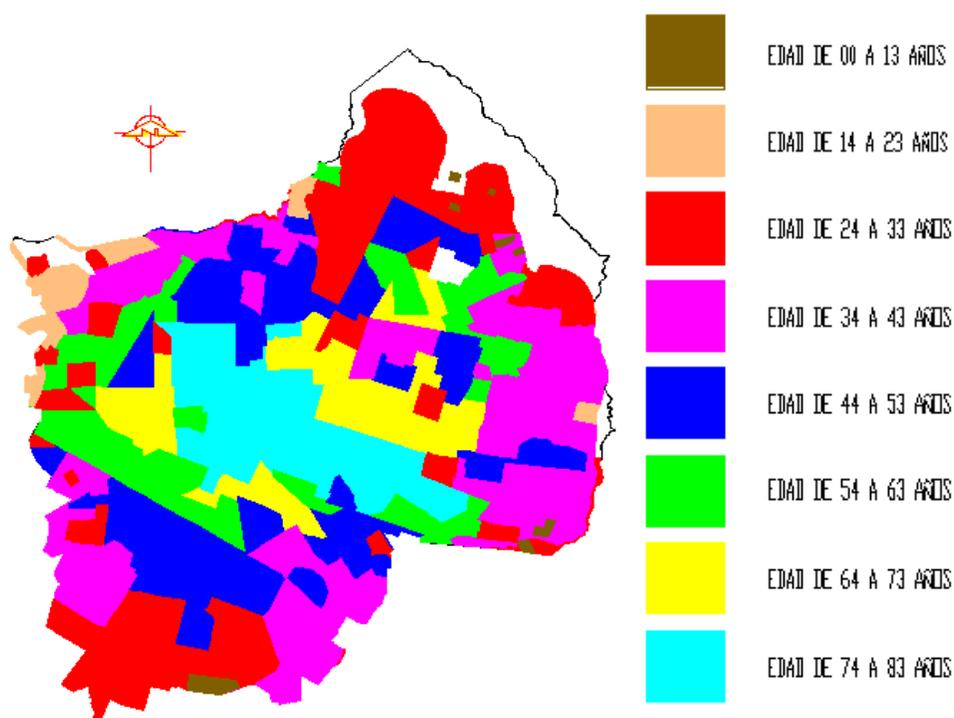 EDAD DE 00 A 13 AÑOS
EDAD DE 14 A 23 AÑOS
EDAD DE 24 A 33 AÑOS
EDAD DE 34 A 43 AÑOS
EDAD DE 44 A 53 AÑOS
EDAD DE 54 A 63 AÑOS
EDAD DE 64 A 73 AÑOS
EDAD DE 74 A 83 AÑOS